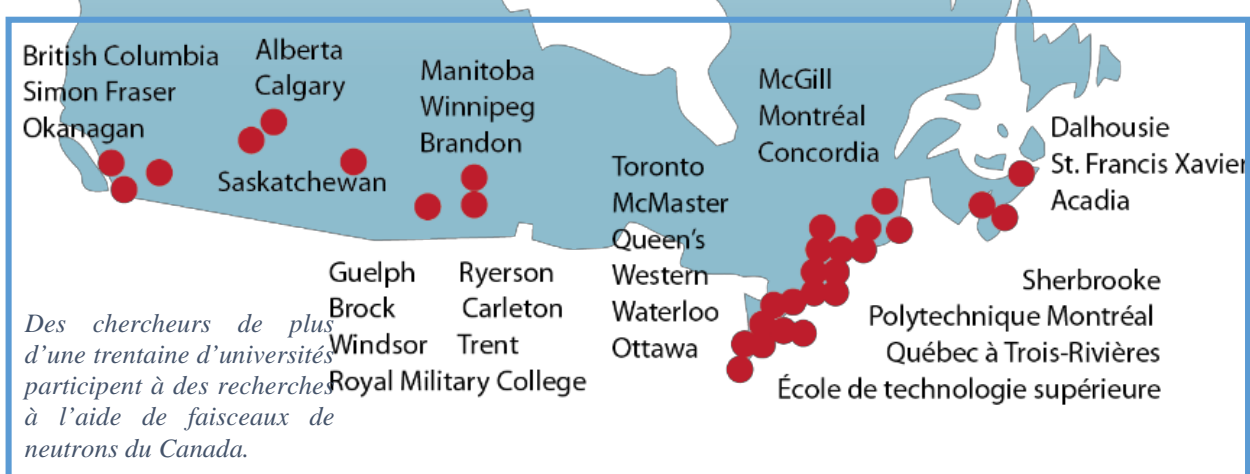 British Columbia
Simon Fraser
Okanagan
Alberta
Calgary
Saskatchewan
Manitoba
Winnipeg
Brandon
Toronto
McMaster
Queen's
Western
Waterloo
Ottawa
McGill
Montréal
Concordia
Dalhousie
St. Francis Xavier
Acadia
Guelph
Brock
Windsor
Royal Military College
Ryerson
Carleton
Trent
Sherbrooke
Polytechnique Montréal
Québec à Trois-Rivières
École de technologie supérieure
Des chercheurs de plus
d'une trentaine d'universités
participent à des recherches
à l'aide de faisceaux de
neutrons du Canada.